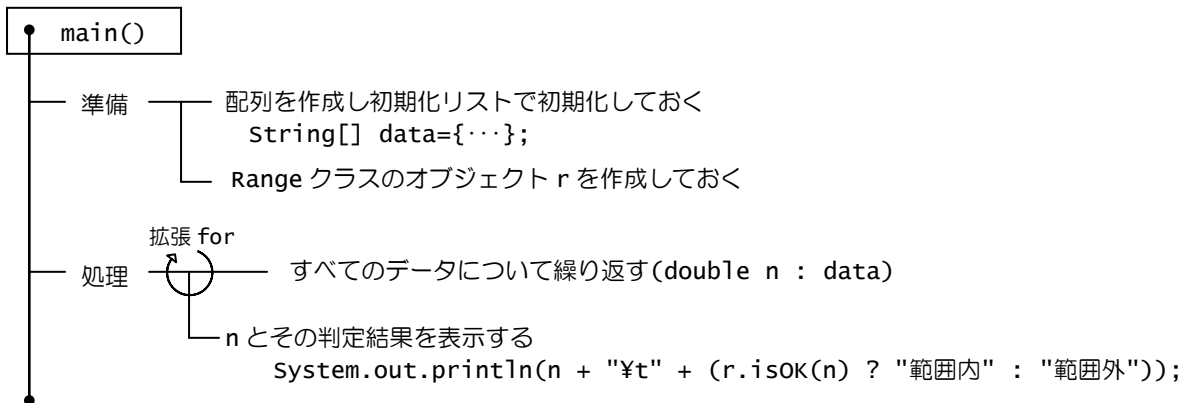 main()
準備 配列を作成し初期化リストで初期化しておく
String[] data={···};
Range クラスのオブジェクト r を作成しておく
拡張 for
処理 すべてのデータについて繰り返す(double n : data)
n とその判定結果を表示する
System.out.println(n + "¥t" + (r.isOK(n) ? "範囲内" : "範囲外"));